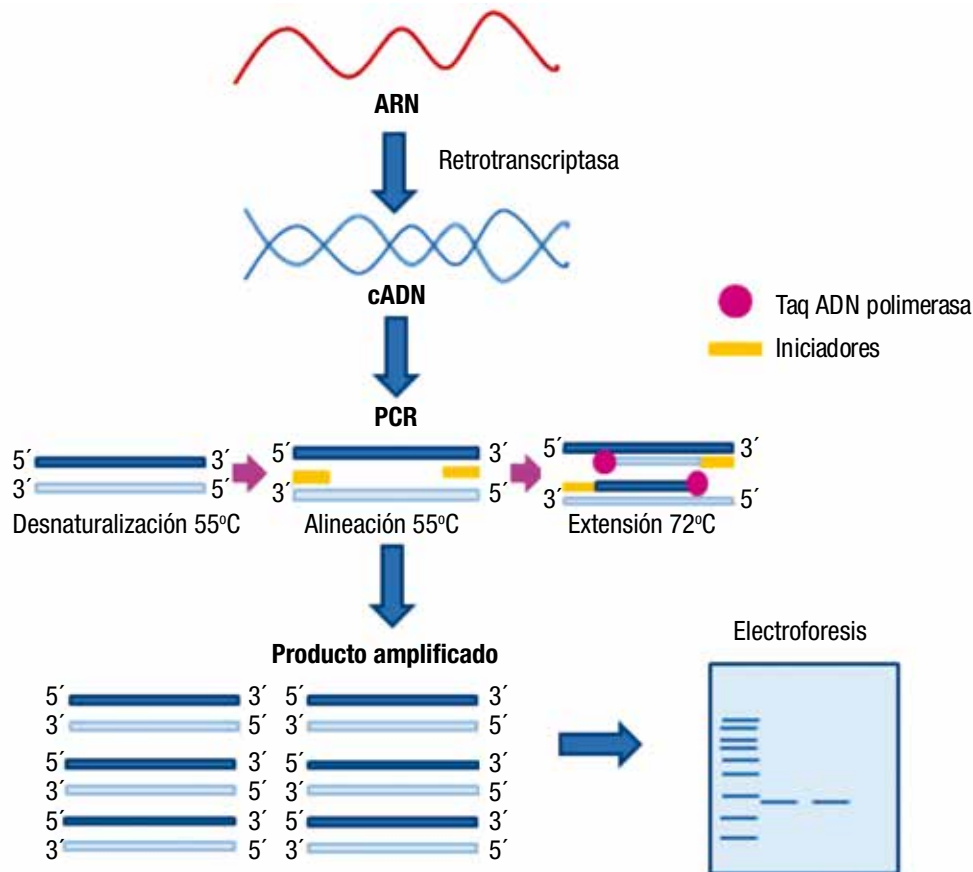 ARN
Retrotranscriptasa
cADN
Taq ADN polimerasa
Iniciadores
PCR
5´ 3´ 5´ 3´ 5´ 3´
3´ 5´ 3´ 5´ 3´ 5´
Desnaturalización 55ºC Alineación 55ºC Extensión 72ºC
Electroforesis
Producto amplificado
5´ 3´ 5´ 3´
3´ 5´ 3´ 5´
5´ 3´ 5´ 3´
3´ 5´ 3´ 5´
5´ 3´ 5´ 3´
3´ 5´ 3´ 5´